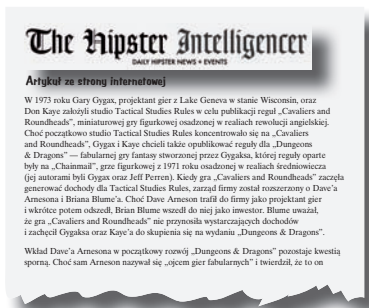 The Hipster Intelligencer
DAILY HIPSTER NEWS + EVENTS
Artykuł ze strony internetowej
W 1973 roku Gary Gygax, projektant gier z Lake Geneva w stanie Wisconsin, oraz
Don Kaye założyli studio Tactical Studies Rules w celu publikacji reguł „Cavaliers and
Roundheads”, miniaturowej gry figurkowej osadzonej w realiach rewolucji angielskiej.
Choć początkowo studio Tactical Studies Rules koncentrowało się na „Cavaliers
and Roundheads”, Gygax i Kaye chcieli także opublikować reguły dla „Dungeons
& Dragons” — fabularnej gry fantasy stworzonej przez Gygaksa, której reguły oparte
były na „Chainmail”, grze figurkowej z 1971 roku osadzonej w realiach średniowiecza
(jej autorami byli Gygax oraz Jeff Perren). Kiedy gra „Cavaliers and Roundheads” zaczęła
generować dochody dla Tactical Studies Rules, zarząd firmy został rozszerzony o Dave’a
Arnesona i Briana Blume’a. Choć Dave Arneson trafił do firmy jako projektant gier
i wkrótce potem odszedł, Brian Blume wszedł do niej jako inwestor. Blume uważał,
że gra „Cavaliers and Roundheads” nie przynosiła wystarczających dochodów
i zachęcił Gygaksa oraz Kaye’a do skupienia się na wydaniu „Dungeons & Dragons”.
Wkład Dave’a Arnesona w początkowy rozwój „Dungeons & Dragons” pozostaje kwestią
sporną. Choć sam Arneson nazywał się „ojcem gier fabularnych” i twierdził, że to on